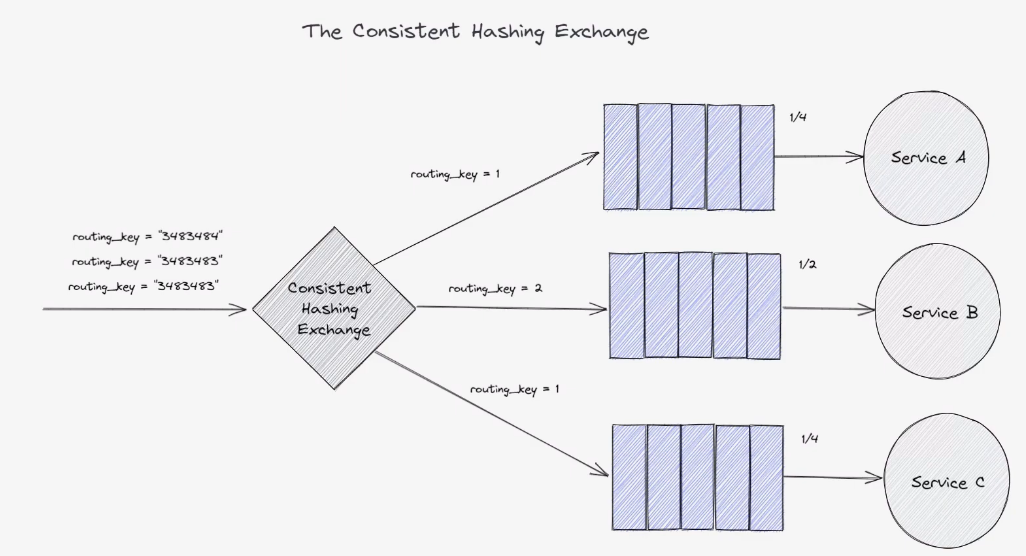 The Consistent Hashing Exchange
1/4
Service A
routing_key = 1
routing_key = "3483484"
routing_key = "3483483"
routing_key = "3483483"
Consistent
Hashing
Exchange
routing_key = 2
1/2
Service B
routing_key = 1
1/4
Service C